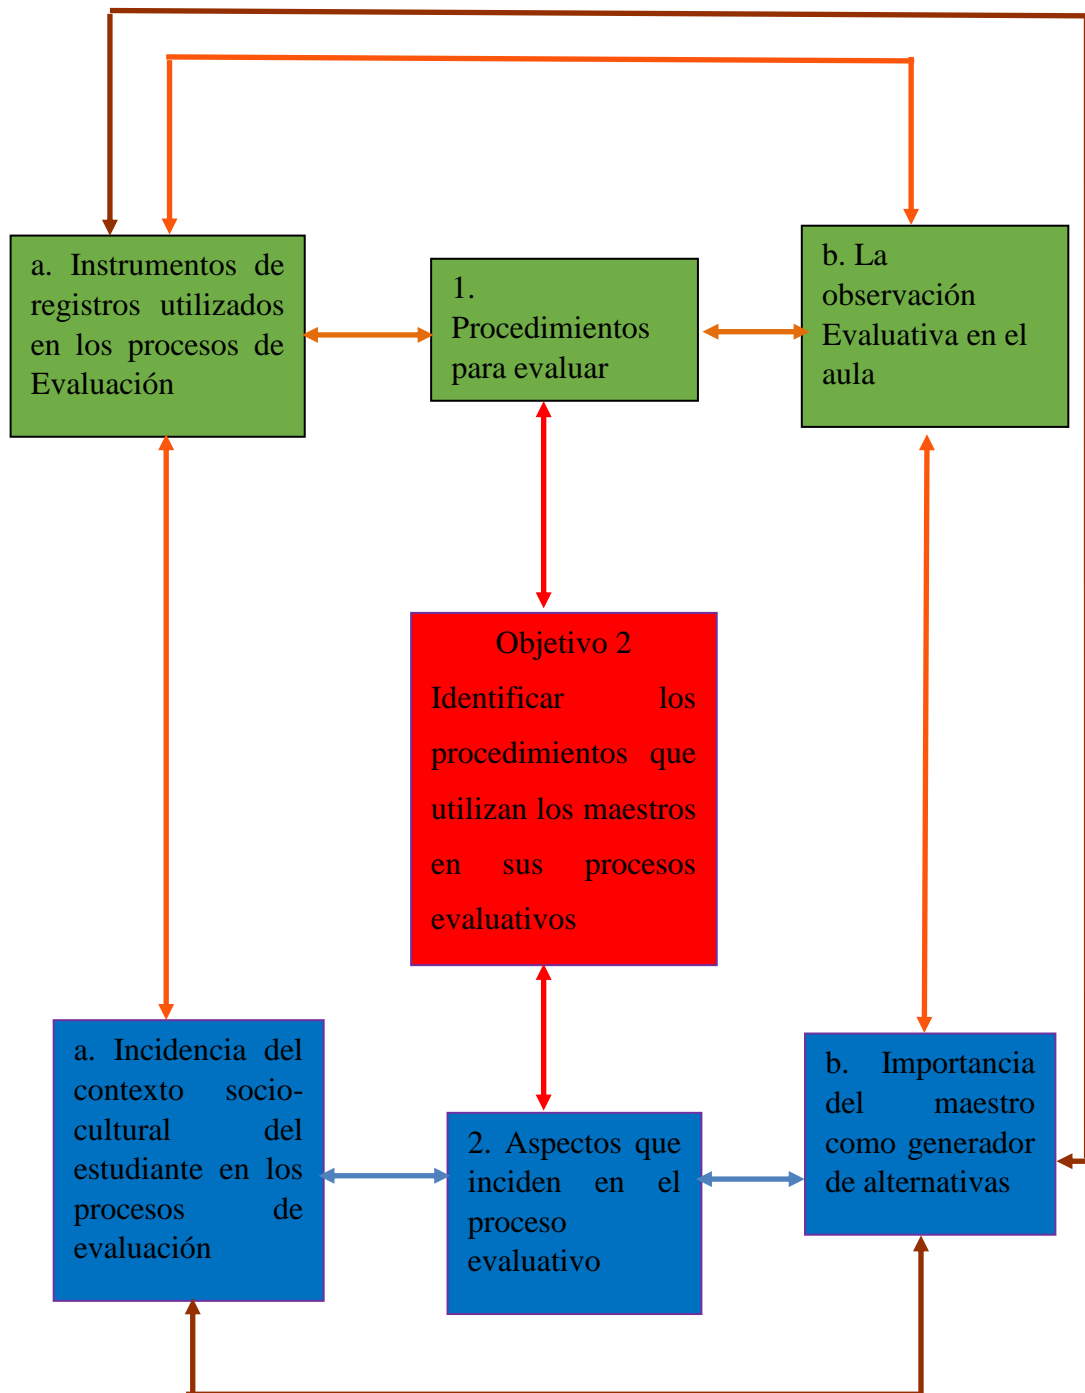 a. Instrumentos de
registros utilizados
en los procesos de
Evaluación
1.
Procedimientos
para evaluar
b. La
observación
Evaluativa en el
aula
Objetivo 2
Identificar los
procedimientos que
utilizan los maestros
en sus procesos
evaluativos
a. Incidencia del
contexto socio-
cultural del
estudiante en los
procesos de
evaluación
2. Aspectos que
inciden en el
proceso
evaluativo
b. Importancia
del maestro
como generador
de alternativas